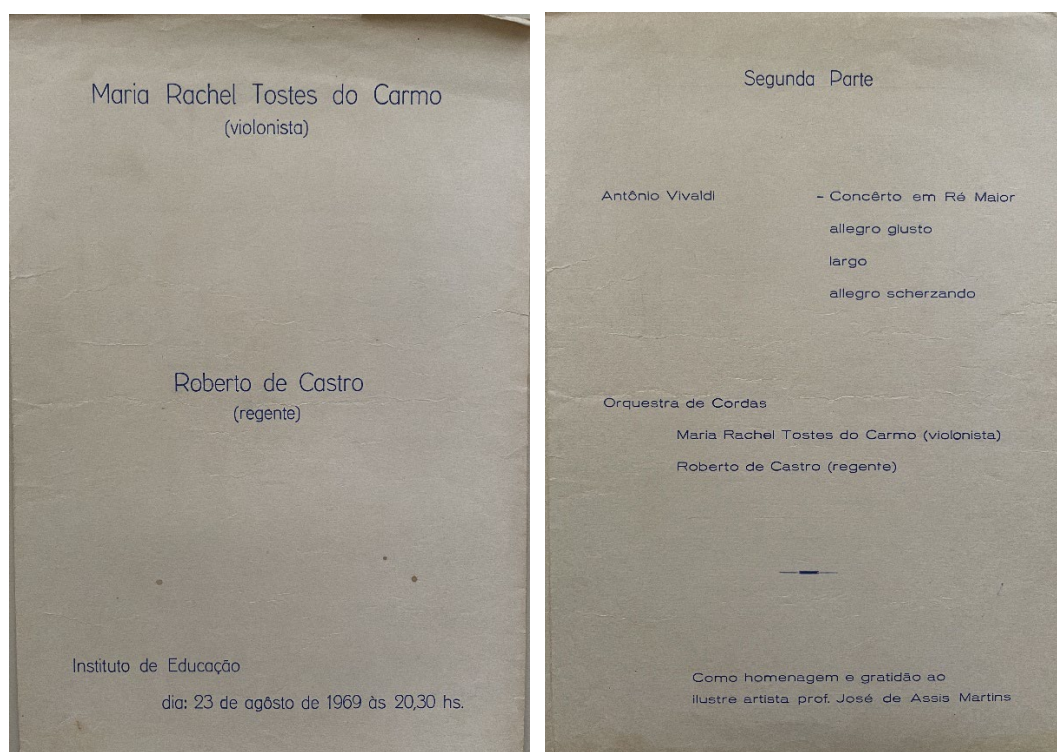 Maria Rachel Tostes do Carmo
(violonista)
Roberto de Castro
(regente)
Instituto de Educação
dia: 23 de agôsto de 1969 às 20,30 hs.
Segunda Parte
Antônio Vivaldi - Concêrto em Ré Maior
allegro giusto
largo
allegro scherzando
Orquestra de Cordas
Maria Rachel Tostes do Carmo (violonista)
Roberto de Castro (regente)
Como homenagem e gratidão ao
ilustre artista prof. José de Assis Martins